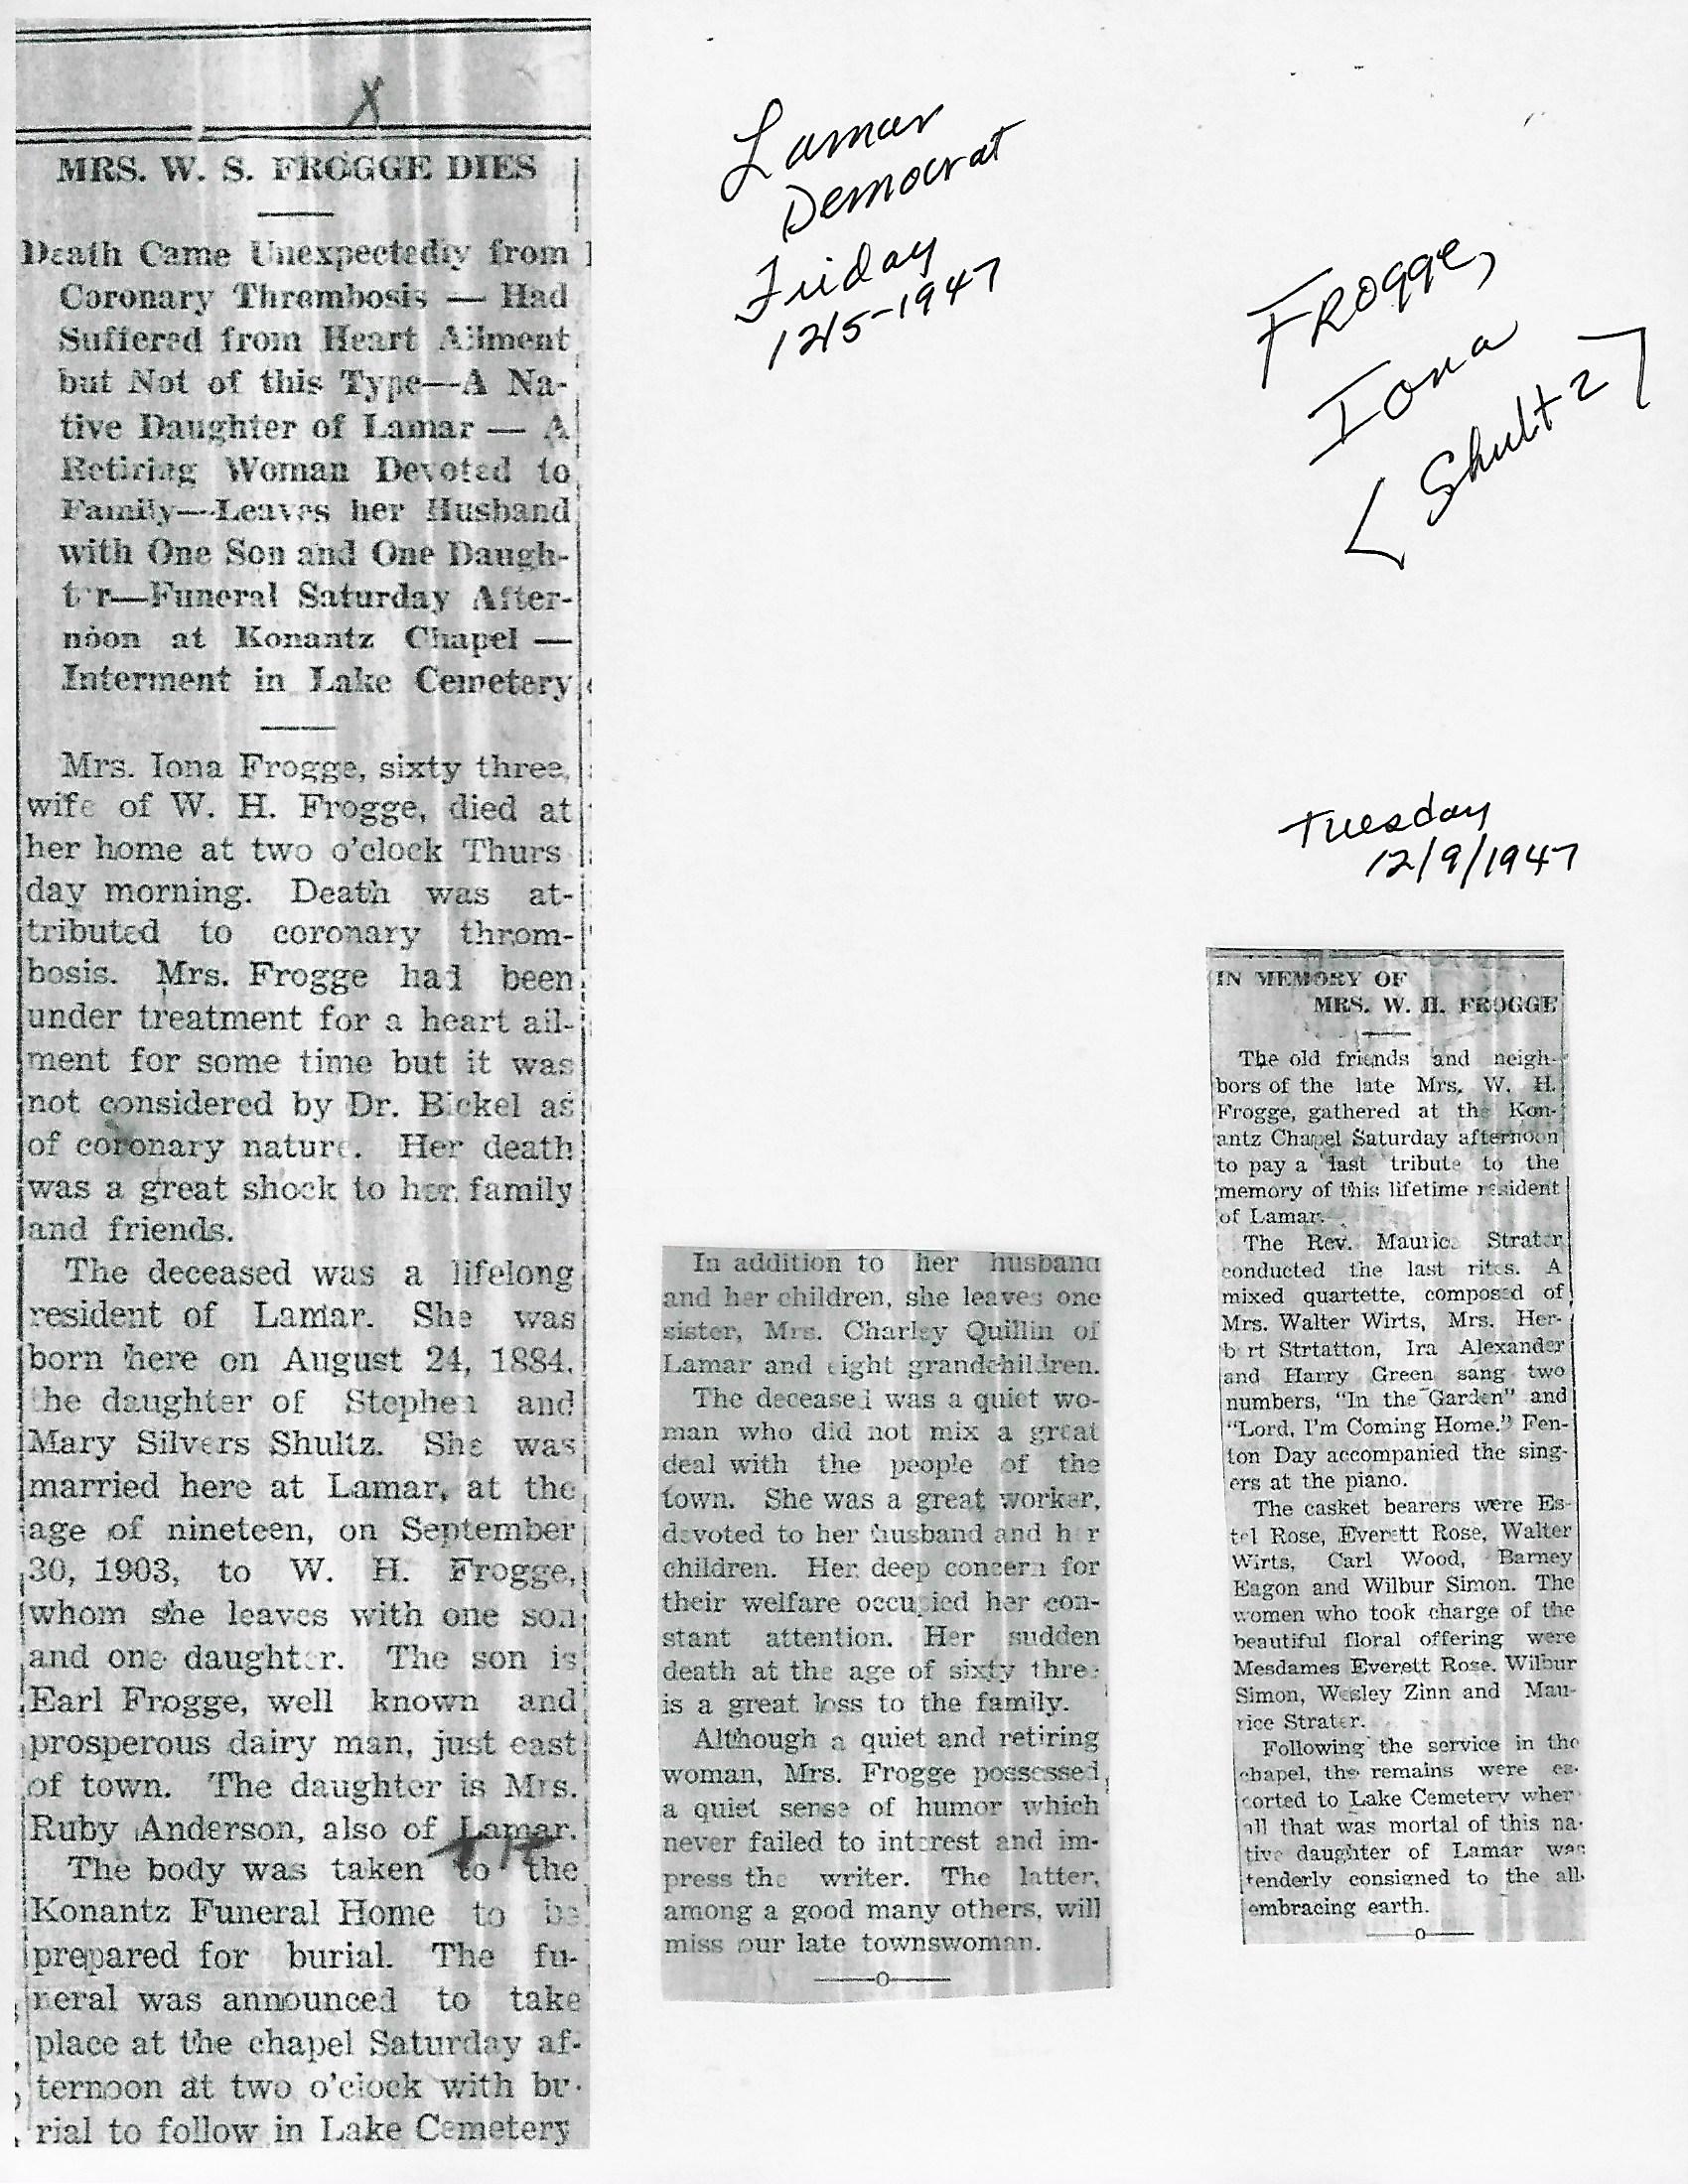 X
MRS. W. S. FROGGE DIES
Death Came Unexpectedly from
Coronary Thrombosis — Had
Suffered from Heart Ailment
but Not of this Type—A Na-
tive Daughter of Lamar — A
Retiring Woman Devoted to
Family—Leaves her Husband
with One Son and One Daugh-
ter—Funeral Saturday After-
noon at Konantz Chapel —
Interment in Lake Cemetery
Mrs. Iona Frogge, sixty three,
wife of W. H. Frogge, died at
her home at two o'clock Thurs
day morning. Death was at-
tributed to coronary throm-
bosis. Mrs. Frogge had been
under treatment for a heart ail-
ment for some time but it was
not considered by Dr. Bickel as
of coronary nature. Her death
was a great shock to her family
and friends.
The deceased was a lifelong
resident of Lamar. She was
born here on August 24, 1884.
the daughter of Stephen and
Mary Silvers Shultz. She was
married here at Lamar, at the
age of nineteen, on September
30, 1903, to W. H. Frogge,
whom she leaves with one son
and one daughter. The son is
Earl Frogge, well known and
prosperous dairy man, just east
of town. The daughter is Mrs.
Ruby Anderson, also of Lamar.
The body was taken to the
Konantz Funeral Home to be
prepared for burial. The fu-
neral was announced to take
place at the chapel Saturday af-
ternoon at two o'clock with bu-
rial to follow in Lake Cemetery
Lamar
Democrat
Friday
12/5-1947
In addition to her husband
and her children, she leaves one
sister, Mrs. Charley Quillin of
Lamar and eight grandchildren.
The deceased was a quiet wo-
man who did not mix a great
deal with the people of the
town. She was a great worker,
devoted to her husband and her
children. Her deep concern for
their welfare occupied her con-
stant attention. Her sudden
death at the age of sixty three
is a great loss to the family.
Although a quiet and retiring
woman, Mrs. Frogge possessed
a quiet sense of humor which
never failed to interest and im-
press the writer. The latter,
among a good many others, will
miss our late townswoman.
—o—
Frogge,
Iona
<Shultz>
Tuesday
12/9/1947
IN MEMORY OF
MRS. W. H. FROGGE
The old friends and neigh-
bors of the late Mrs. W. H.
Frogge, gathered at the Kon-
antz Chapel Saturday afternoon
to pay a last tribute to the
memory of this lifetime resident
of Lamar.
The Rev. Maurice Strater
conducted the last rites. A
mixed quartette, composed of
Mrs. Walter Wirts, Mrs. Her-
bert Strtatton, Ira Alexander
and Harry Green sang two
numbers, "In the Garden" and
"Lord, I'm Coming Home." Fen-
ton Day accompanied the sing-
ers at the piano.
The casket bearers were Es-
tel Rose, Everett Rose, Walter
Wirts, Carl Wood, Barney
Eagon and Wilbur Simon. The
women who took charge of the
beautiful floral offering were
Mesdames Everett Rose. Wilbur
Simon, Wesley Zinn and Mau-
rice Strater.
Following the service in the
chapel, the remains were es-
corted to Lake Cemetery where
all that was mortal of this na-
tive daughter of Lamar was
tenderly consigned to the all-
embracing earth.
—o—